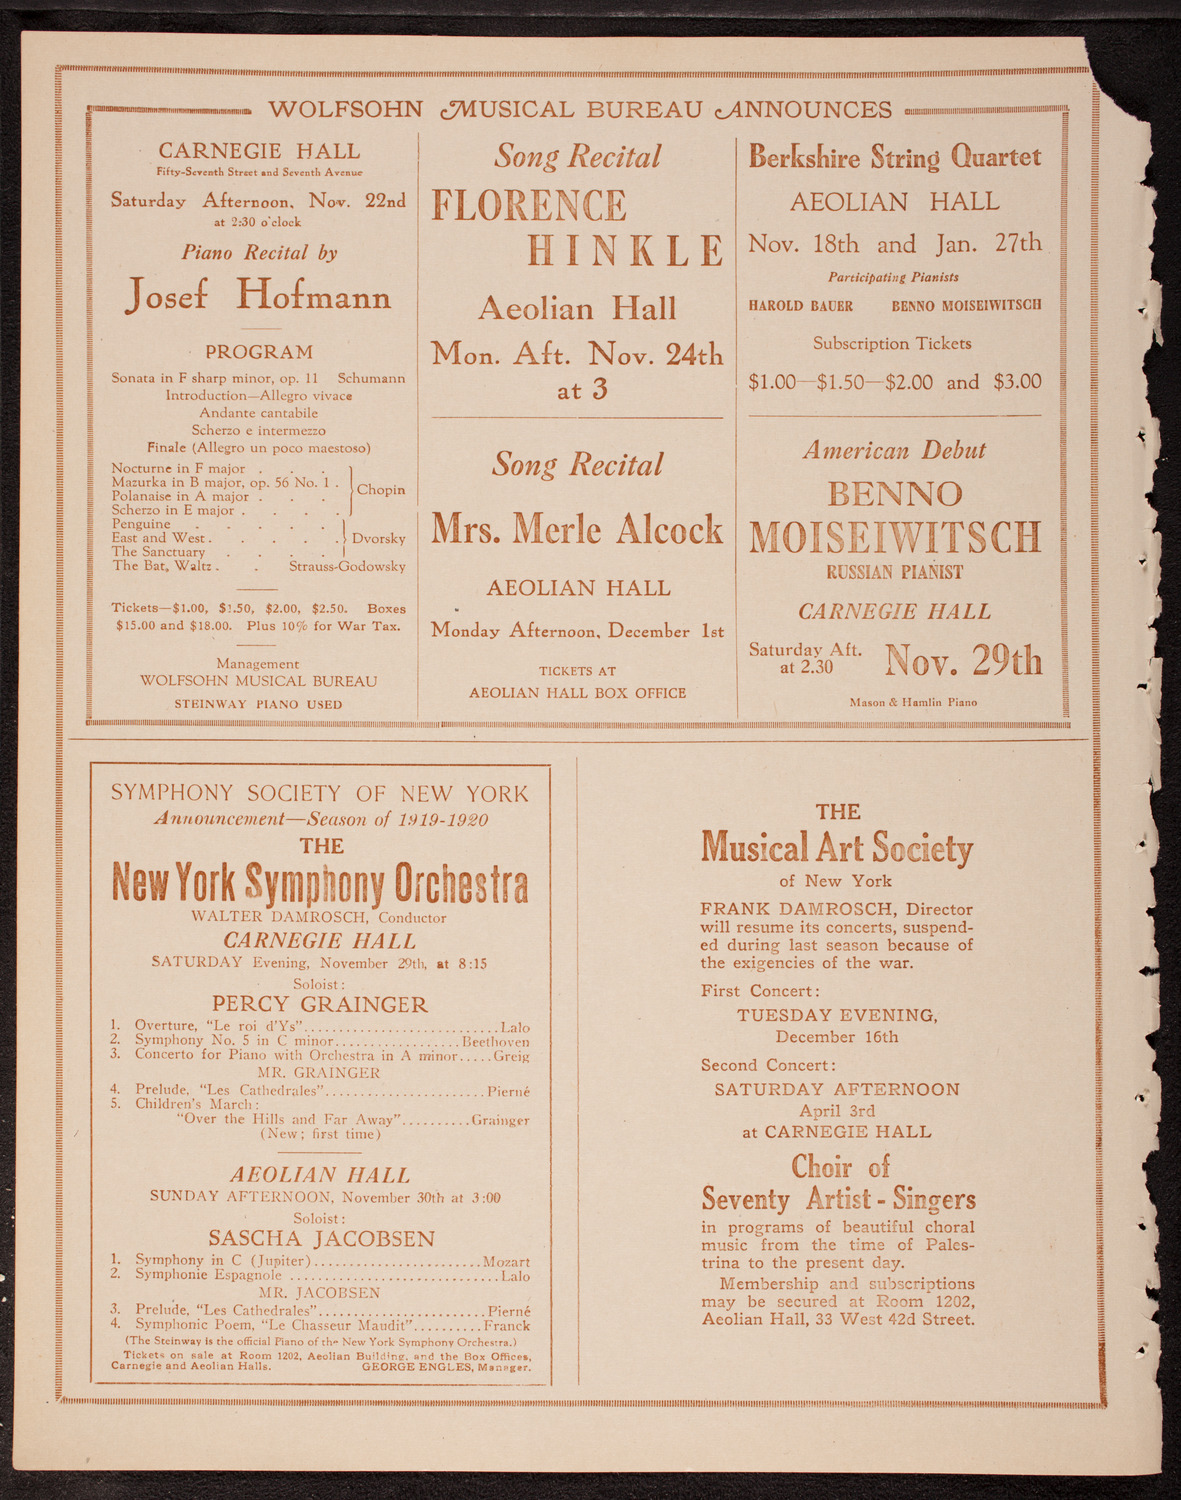 WOLFSOHN MUSICAL BUREAU ANNOUNCES
CARNEGIE HALL
Fifty-Seventh Street and Seventh Avenue
Saturday Afternoon, Nov. 22nd
at 2:30 o'clock
Piano Recital by
Josef Hofmann
PROGRAM
Sonata in F sharp minor, op. 11 Schumann
Introduction—Allegro vivace
Andante cantabile
Scherzo e intermezzo
Finale (Allegro un poco maestoso)
Nocturne in F major . . .
Mazurka in B major, op. 56 No. 1 .
Polanaise in A major . . .
Scherzo in E major . . . .
Chopin
Penguine . . . . .
East and West . . . . .
The Sanctuary . . . .
Dvorsky
The Bat, Waltz . . Strauss-Godowsky
Tickets—$1.00, $1.50, $2.00, $2.50. Boxes
$15.00 and $18.00. Plus 10% for War Tax.
Management
WOLFSOHN MUSICAL BUREAU
STEINWAY PIANO USED
Song Recital
FLORENCE
HINKLE
Aeolian Hall
Mon. Aft. Nov. 24th
at 3
Song Recital
Mrs. Merle Alcock
AEOLIAN HALL
Monday Afternoon, December 1st
TICKETS AT
AEOLIAN HALL BOX OFFICE
Berkshire String Quartet
AEOLIAN HALL
Nov. 18th and Jan. 27th
Participating Pianists
HAROLD BAUER BENNO MOISEIWITSCH
Subscription Tickets
$1.00—$1.50—$2.00 and $3.00
American Debut
BENNO
MOISEIWITSCH
RUSSIAN PIANIST
CARNEGIE HALL
Saturday Aft.
at 2.30
Nov. 29th
Mason & Hamlin Piano
SYMPHONY SOCIETY OF NEW YORK
Announcement—Season of 1919-1920
THE
New York Symphony Orchestra
WALTER DAMROSCH, Conductor
CARNEGIE HALL
SATURDAY Evening, November 29th, at 8:15
Soloist:
PERCY GRAINGER
1. Overture, "Le roi d'Ys"............................Lalo
2. Symphony No. 5 in C minor..................Beethoven
3. Concerto for Piano with Orchestra in A minor.....Greig
MR. GRAINGER
4. Prelude, "Les Cathedrales".......................Pierné
5. Children's March:
"Over the Hills and Far Away"..........Grainger
(New; first time)
AEOLIAN HALL
SUNDAY AFTERNOON, November 30th at 3:00
Soloist:
SASCHA JACOBSEN
1. Symphony in C (Jupiter)........................Mozart
2. Symphonie Espagnole ..............................Lalo
MR. JACOBSEN
3. Prelude, "Les Cathedrales"........................Pierné
4. Symphonic Poem, "Le Chasseur Maudit"..........Franck
(The Steinway is the official Piano of the New York Symphony Orchestra.)
Tickets on sale at Room 1202, Aeolian Building, and the Box Offices,
Carnegie and Aeolian Halls. GEORGE ENGLES, Manager.
THE
Musical Art Society
of New York
FRANK DAMROSCH, Director
will resume its concerts, suspend-
ed during last season because of
the exigencies of the war.
First Concert:
TUESDAY EVENING,
December 16th
Second Concert:
SATURDAY AFTERNOON
April 3rd
at CARNEGIE HALL
Choir of
Seventy Artist-Singers
in programs of beautiful choral
music from the time of Pales-
trina to the present day.
Membership and subscriptions
may be secured at Room 1202,
Aeolian Hall, 33 West 42d Street.